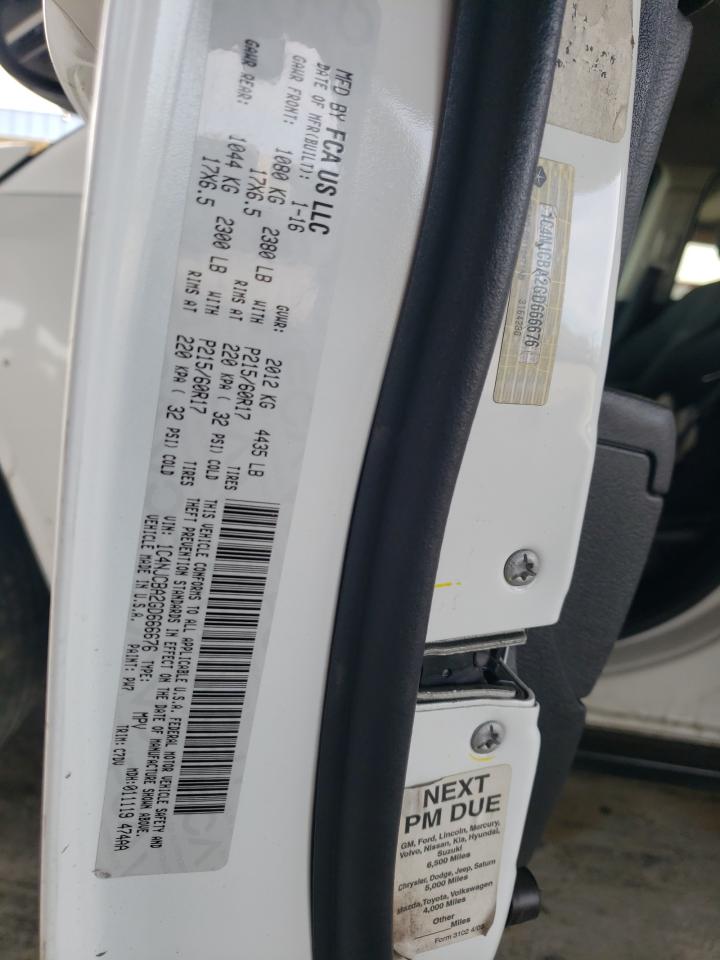 MFD BY FCA US LLC
DATE OF MFR(BUILT): 1-16 GVWR: 2012 KG 4435 LB
GAWR FRONT: 1080 KG 2380 LB WITH P215/60R17 TIRES
17X6.5 RIMS AT 220 KPA ( 32 PSI) COLD
GAWR REAR: 1044 KG 2300 LB WITH P215/60R17 TIRES
17X6.5 RIMS AT 220 KPA ( 32 PSI) COLD
THIS VEHICLE CONFORMS TO ALL APPLICABLE U.S.A. FEDERAL MOTOR VEHICLE SAFETY AND
THEFT PREVENTION STANDARDS IN EFFECT ON THE DATE OF MANUFACTURE SHOWN ABOVE.
VIN: 1C4NJCBA2GD666676 TYPE: MPV MDH:011119 474AA
VEHICLE MADE IN U.S.A. PAINT: PW7 TRIM:C7DV
1C4NJCBA2GD666676
NEXT
PM DUE
GM, Ford, Lincoln, Mercury,
Volvo, Nissan, Kia, Hyundai,
Suzuki
6,500 Miles
Chrysler, Dodge, Jeep, Saturn
5,000 Miles
Mazda,Toyota, Volkswagen
4,000 Miles
Other
Miles
Form 3102